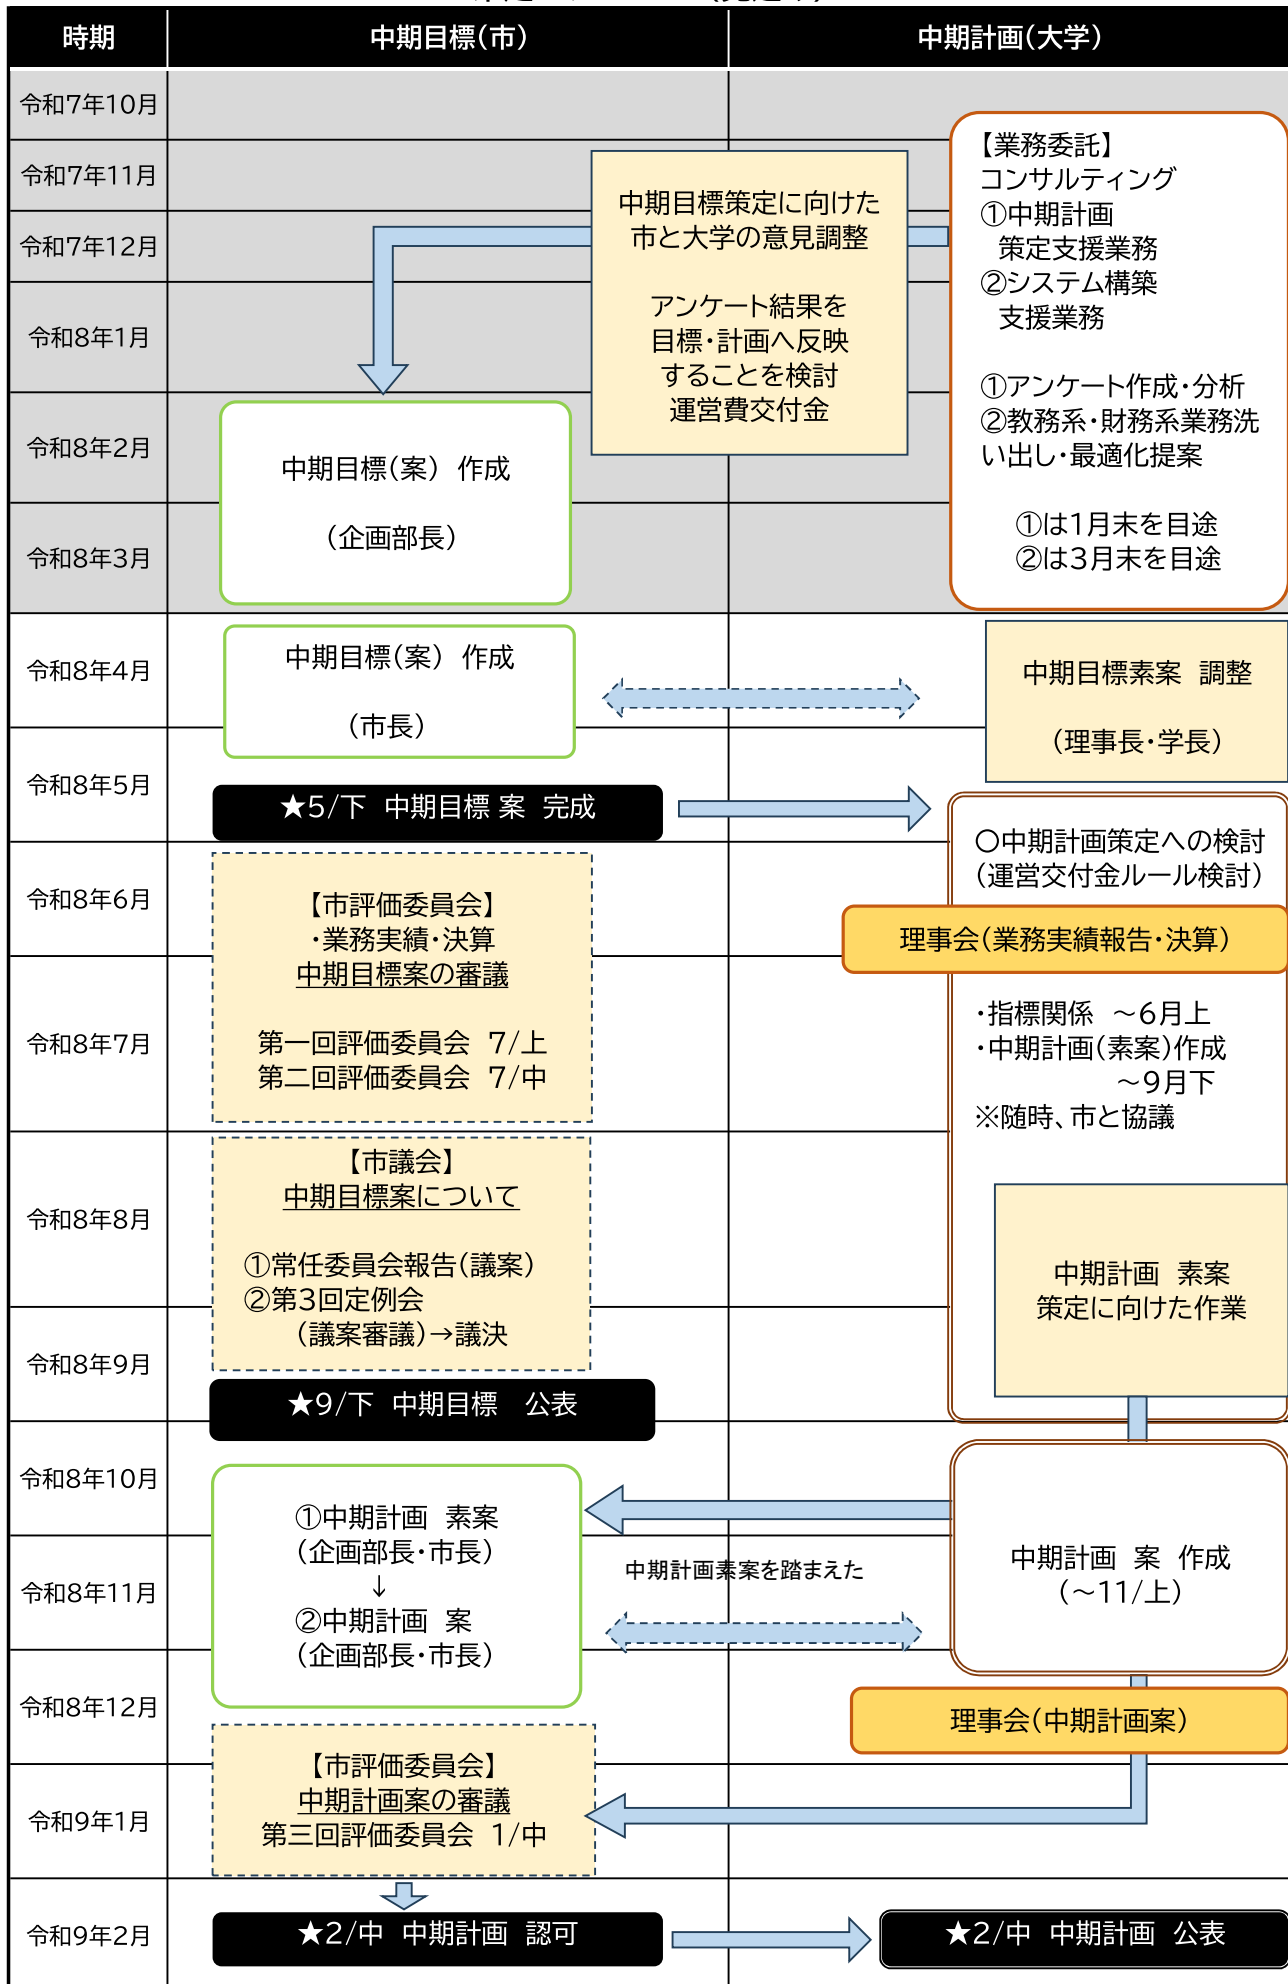 時期
中期目標(市)
中期計画(大学)
令和7年10月
令和7年11月
令和7年12月
令和8年1月
令和8年2月
令和8年3月
令和8年4月
令和8年5月
令和8年6月
令和8年7月
令和8年8月
令和8年9月
令和8年10月
令和8年11月
令和8年12月
令和9年1月
令和9年2月
中期目標策定に向けた
市と大学の意見調整
アンケート結果を
目標・計画へ反映
することを検討
運営費交付金
【業務委託】
コンサルティング
①中期計画
策定支援業務
②システム構築
支援業務
①アンケート作成・分析
②教務系・財務系業務洗
い出し・最適化提案
①は1月末を目途
②は3月末を目途
中期目標(案) 作成
(企画部長)
中期目標(案) 作成
(市長)
中期目標素案 調整
(理事長・学長)
★5/下 中期目標 案 完成
〇中期計画策定への検討
(運営交付金ルール検討)
理事会(業務実績報告・決算)
・指標関係 ～6月上
・中期計画(素案)作成
～9月下
※随時、市と協議
【市評価委員会】
・業務実績・決算
中期目標案の審議
第一回評価委員会 7/上
第二回評価委員会 7/中
【市議会】
中期目標案について
①常任委員会報告(議案)
②第3回定例会
(議案審議)→議決
中期計画 素案
策定に向けた作業
★9/下 中期目標 公表
①中期計画 素案
(企画部長・市長)
↓
②中期計画 案
(企画部長・市長)
中期計画素案を踏まえた
中期計画 案 作成
(～11/上)
理事会(中期計画案)
【市評価委員会】
中期計画案の審議
第三回評価委員会 1/中
★2/中 中期計画 認可
★2/中 中期計画 公表